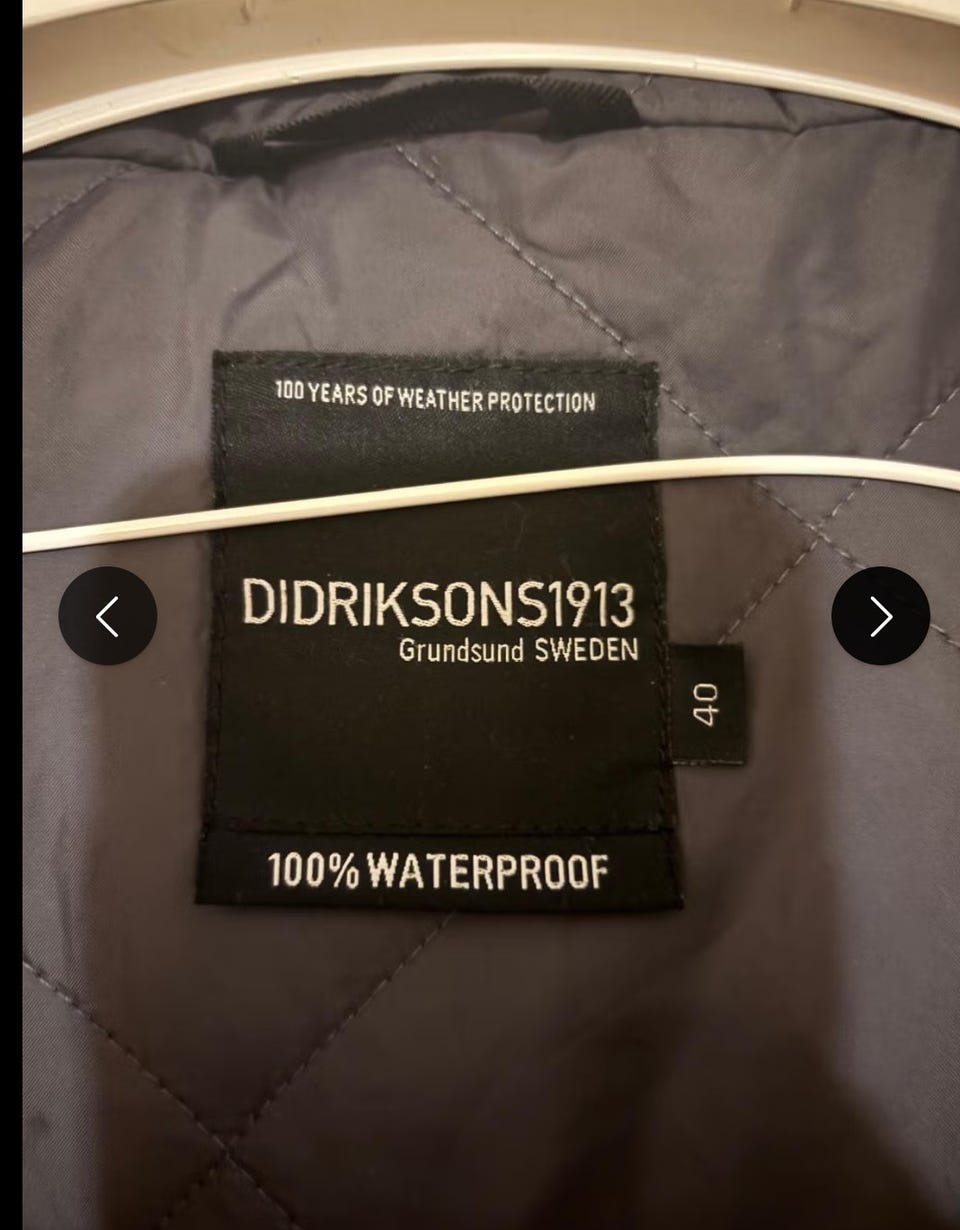 100 YEARS OF WEATHER PROTECTION
DIDRIKSONS1913
Grundsund SWEDEN
40
100% WATERPROOF